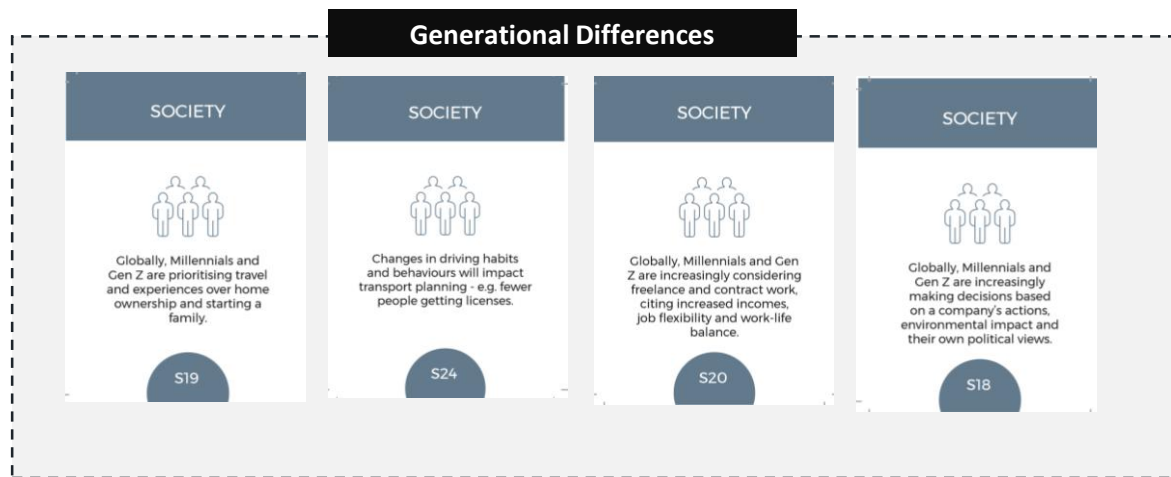 Generational Differences
SOCIETY
Globally, Millennials and
Gen Z are prioritising travel
and experiences over home
ownership and starting a
family.
S19
SOCIETY
Changes in driving habits
and behaviours will impact
transport planning - e.g. fewer
people getting licenses.
S24
SOCIETY
Globally, Millennials and Gen
Z are increasingly considering
freelance and contract work,
citing increased incomes,
job flexibility and work-life
balance.
S20
SOCIETY
Globally, Millennials and
Gen Z are increasingly
making decisions based
on a company's actions,
environmental impact and
their own political views.
S18